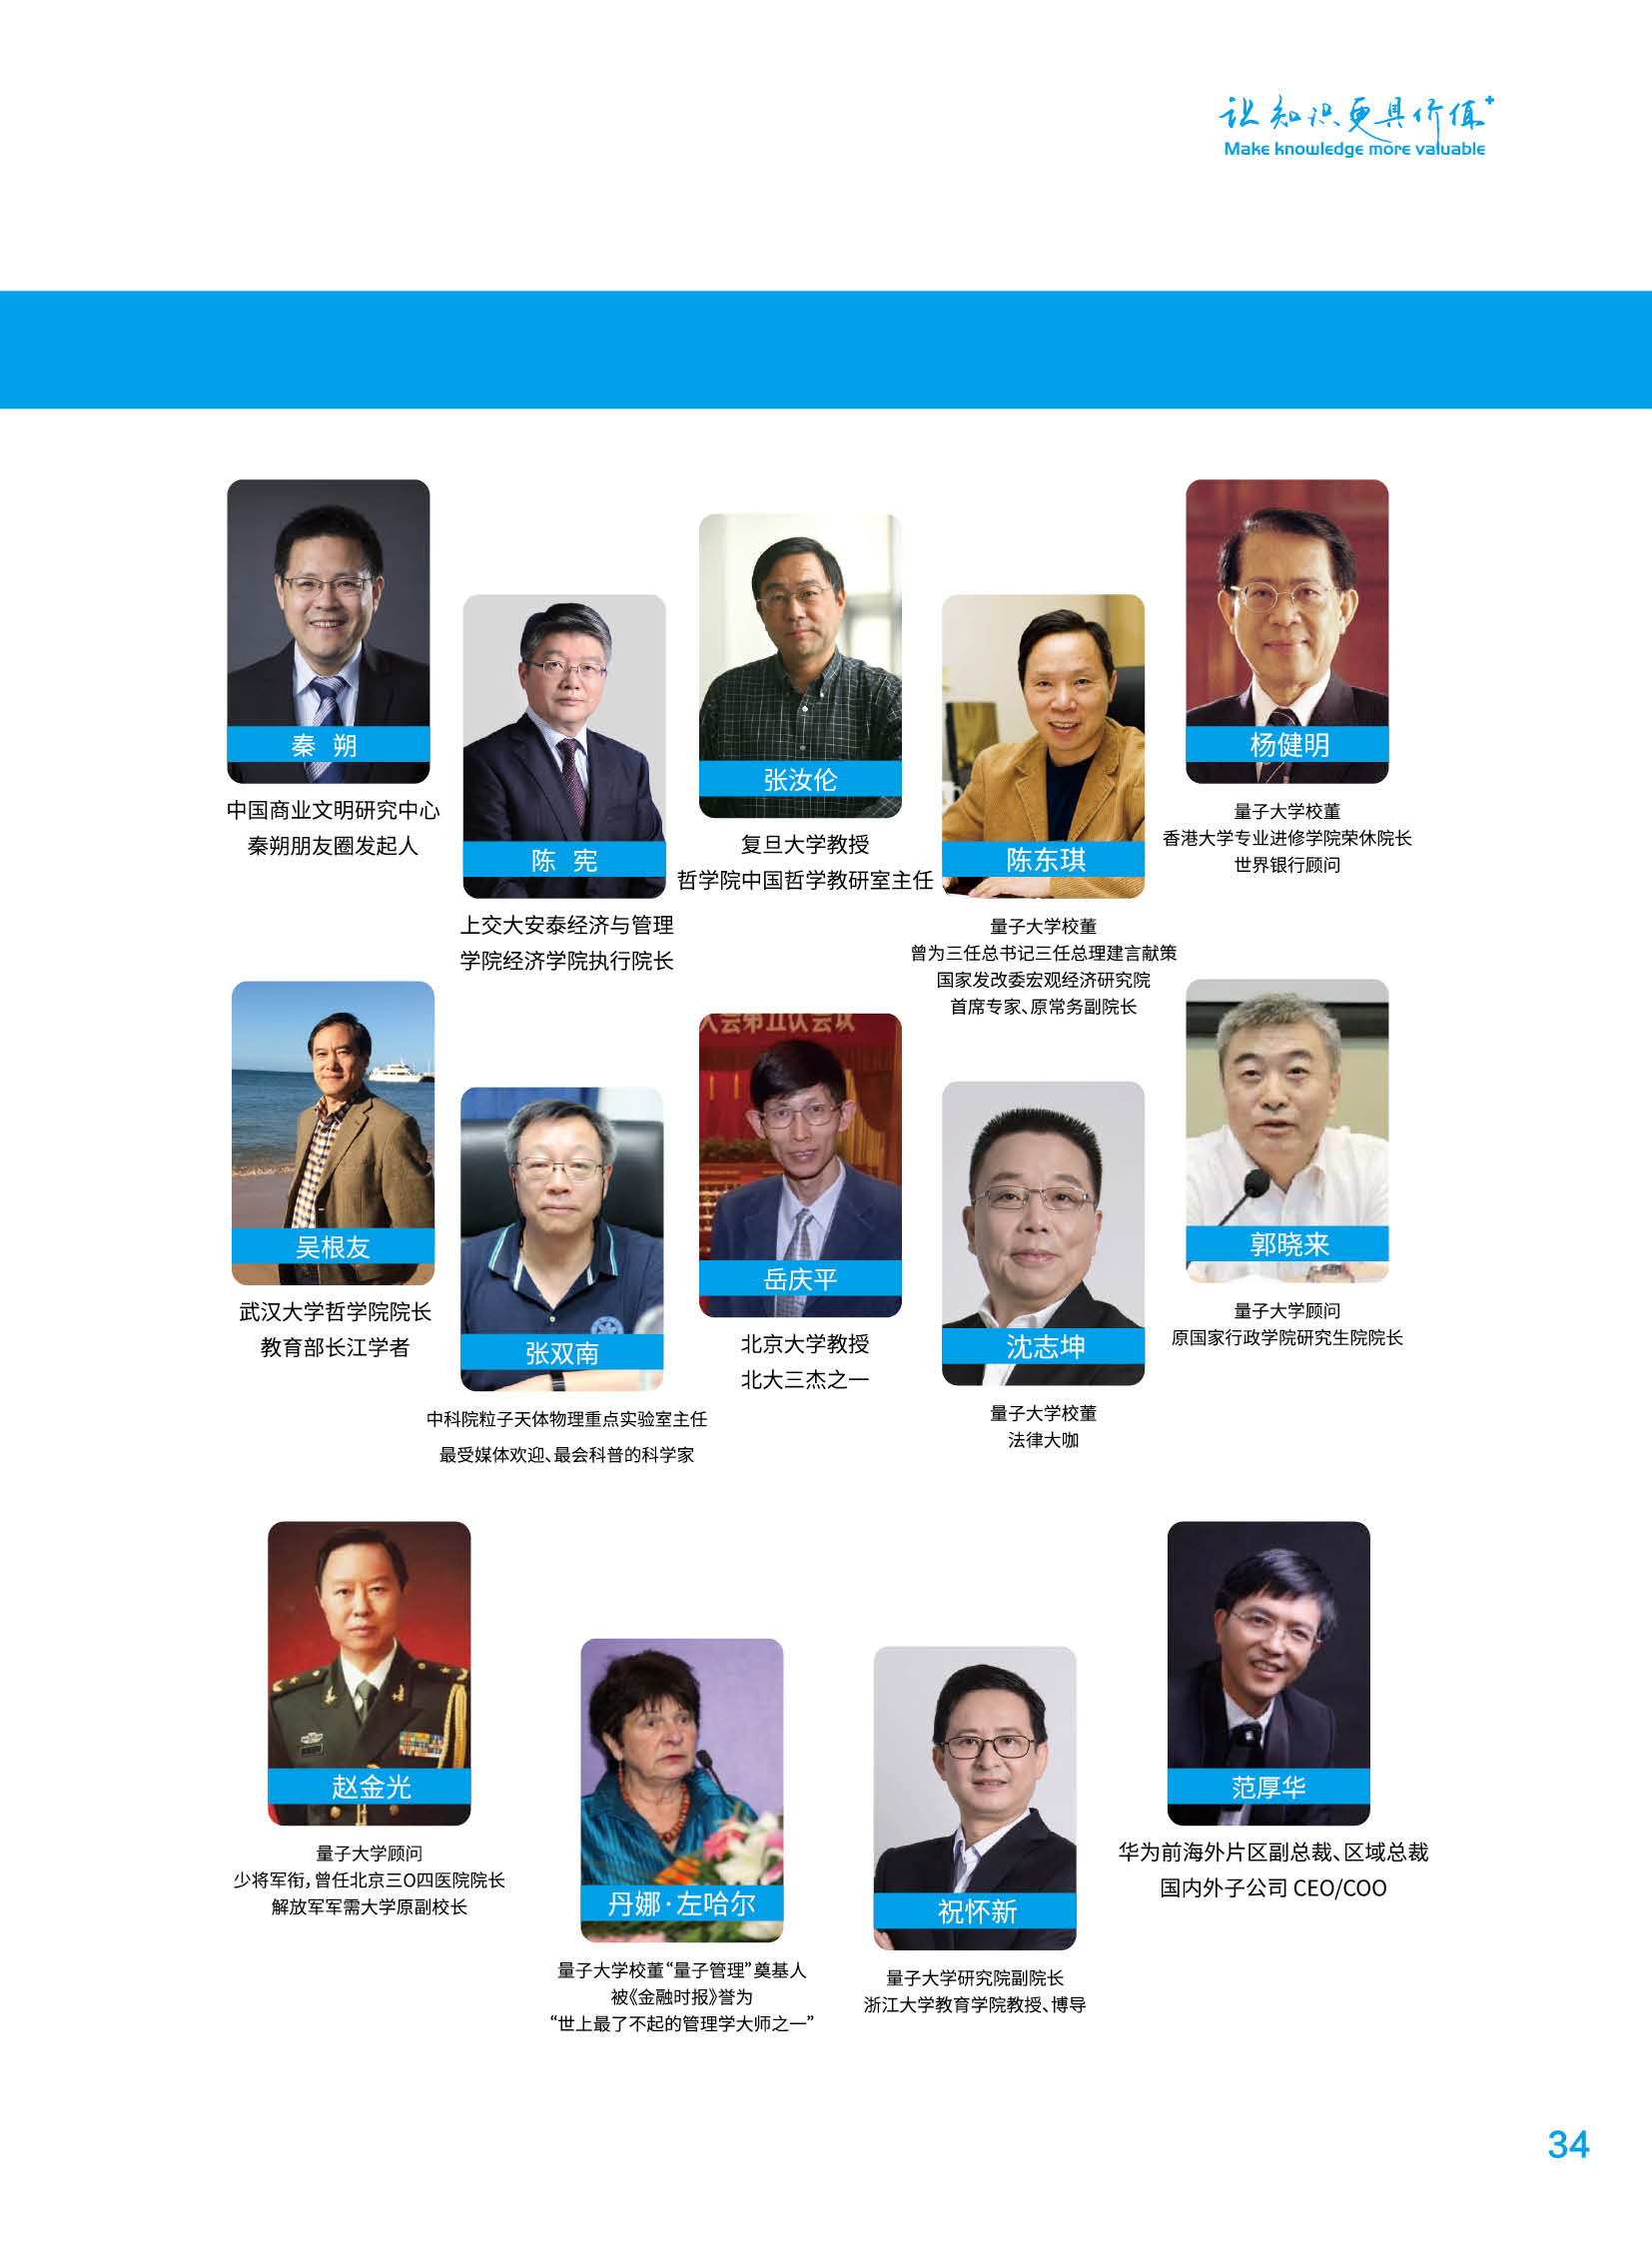 让知识更具价值+
Make knowledge more valuable
秦 朔
中国商业文明研究中心
秦朔朋友圈发起人
陈 宪
上交大安泰经济与管理
学院经济学院执行院长
张汝伦
复旦大学教授
哲学院中国哲学教研室主任
陈东琪
量子大学校董
曾为三任总书记三任总理建言献策
国家发改委宏观经济研究院
首席专家、原常务副院长
杨健明
量子大学校董
香港大学专业进修学院荣休院长
世界银行顾问
吴根友
武汉大学哲学院院长
教育部长江学者
张双南
中科院粒子天体物理重点实验室主任
最受媒体欢迎、最会科普的科学家
人会第五次会议
岳庆平
北京大学教授
北大三杰之一
沈志坤
量子大学校董
法律大咖
郭晓来
量子大学顾问
原国家行政学院研究生院院长
赵金光
量子大学顾问
少将军衔，曾任北京三O四医院院长
解放军军需大学原副校长
丹娜·左哈尔
量子大学校董“量子管理”奠基人
被《金融时报》誉为
“世上最了不起的管理学大师之一”
祝怀新
量子大学研究院副院长
浙江大学教育学院教授、博导
范厚华
华为前海外片区副总裁、区域总裁
国内外子公司 CEO/COO
34